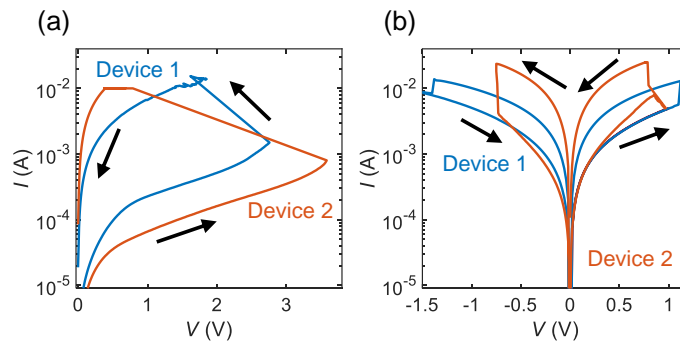 (a)
Device 1
Device 2
I (A)
10⁻²
10⁻³
10⁻⁴
10⁻⁵
0
1
2
3
V (V)
(b)
Device 1
Device 2
I (A)
10⁻²
10⁻³
10⁻⁴
10⁻⁵
-1.5
-1
-0.5
0
0.5
1
V (V)